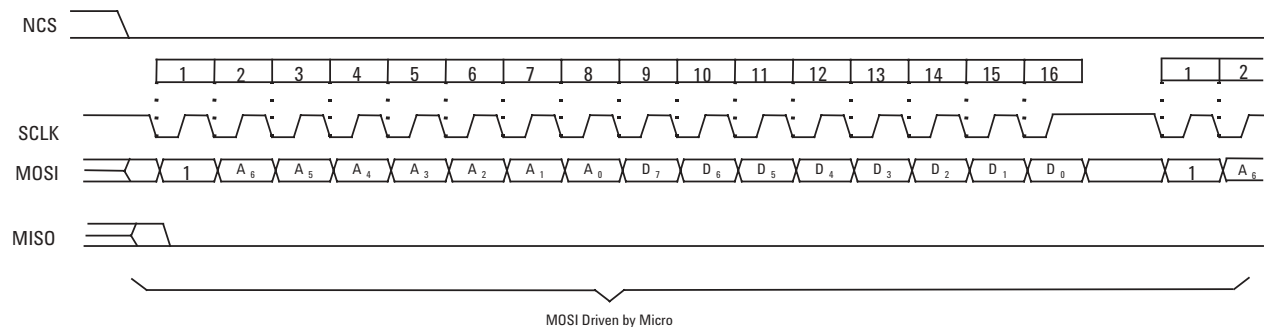 NCS
1 2 3 4 5 6 7 8 9 10 11 12 13 14 15 16 1 2
SCLK
MOSI 1 A6 A5 A4 A3 A2 A1 A0 D7 D6 D5 D4 D3 D2 D1 D0 1 A6
MISO
MOSI Driven by Micro